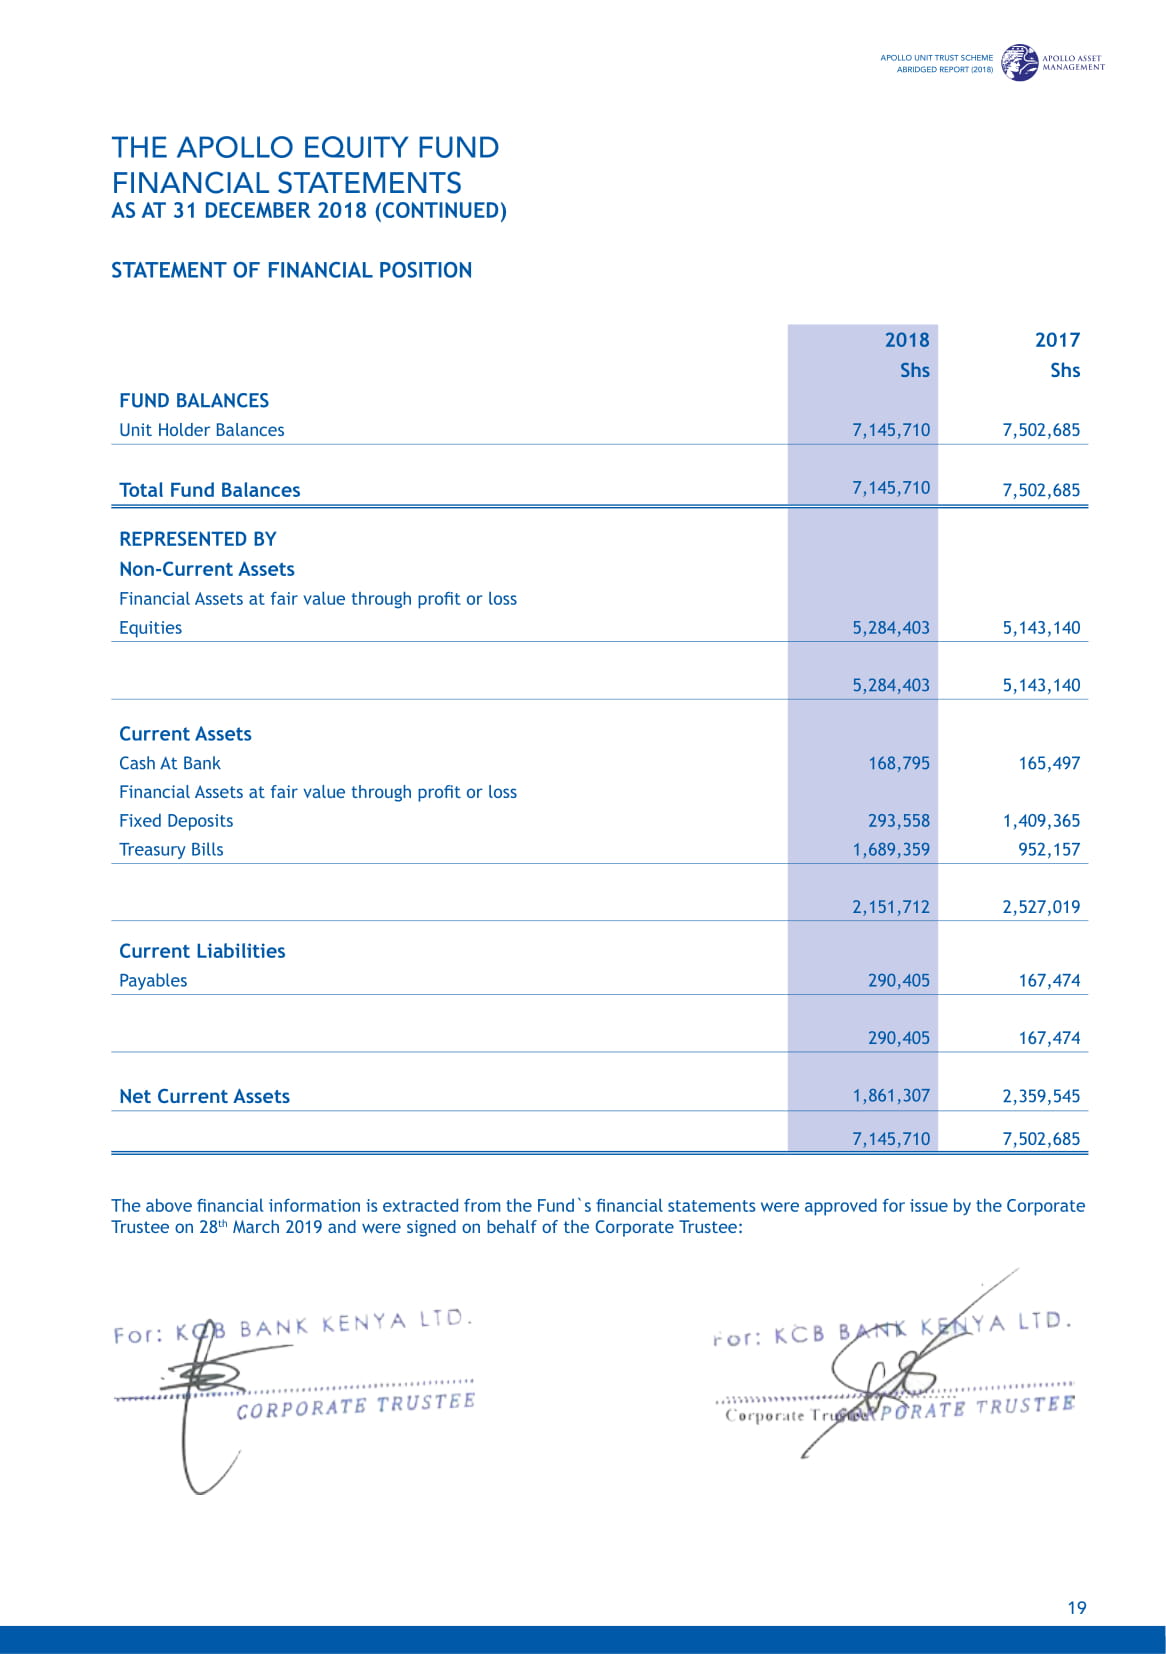 APOLLO UNIT TRUST SCHEME
ABRIDGED REPORT (2018)
APOLLO ASSET
MANAGEMENT
THE APOLLO EQUITY FUND
FINANCIAL STATEMENTS
AS AT 31 DECEMBER 2018 (CONTINUED)
STATEMENT OF FINANCIAL POSITION
2018 2017
Shs Shs
FUND BALANCES
Unit Holder Balances 7,145,710 7,502,685
Total Fund Balances 7,145,710 7,502,685
REPRESENTED BY
Non-Current Assets
Financial Assets at fair value through profit or loss
Equities 5,284,403 5,143,140
5,284,403 5,143,140
Current Assets
Cash At Bank 168,795 165,497
Financial Assets at fair value through profit or loss
Fixed Deposits 293,558 1,409,365
Treasury Bills 1,689,359 952,157
2,151,712 2,527,019
Current Liabilities
Payables 290,405 167,474
290,405 167,474
Net Current Assets 1,861,307 2,359,545
7,145,710 7,502,685
The above financial information is extracted from the Fund`s financial statements were approved for issue by the Corporate
Trustee on 28th March 2019 and were signed on behalf of the Corporate Trustee:
For: KCB BANK KENYA LTD.
CORPORATE TRUSTEE
For: KCB BANK KENYA LTD.
Corporate Trustee
CORPORATE TRUSTEE
19